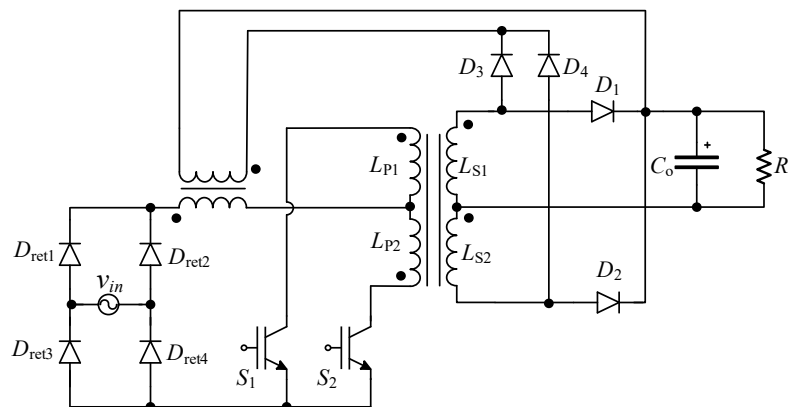 D3
D4
D1
LP1
LS1
Co
+
R
LP2
LS2
Dret1
Dret2
vin
D2
Dret3
Dret4
S1
S2